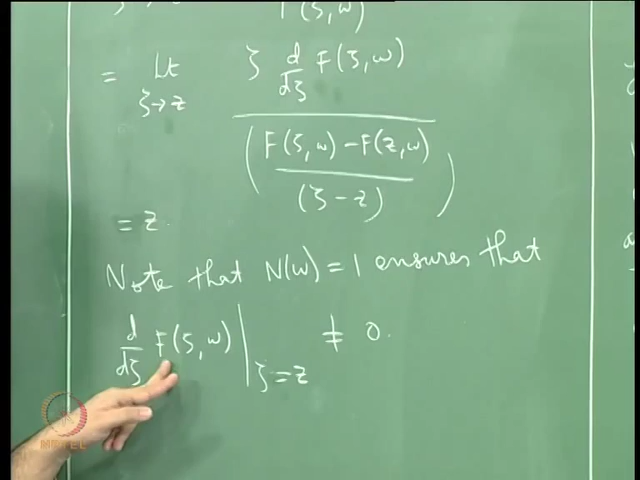 F(ζ, w)
= Lt ζ→z ζ d/dζ F(ζ, w)
(F(ζ, w) − F(z, w) / (ζ − z))
= z.
Note that N(w) = 1 ensures that
d/dζ F(ζ, w) | ζ=z ≠ 0.
NPTEL